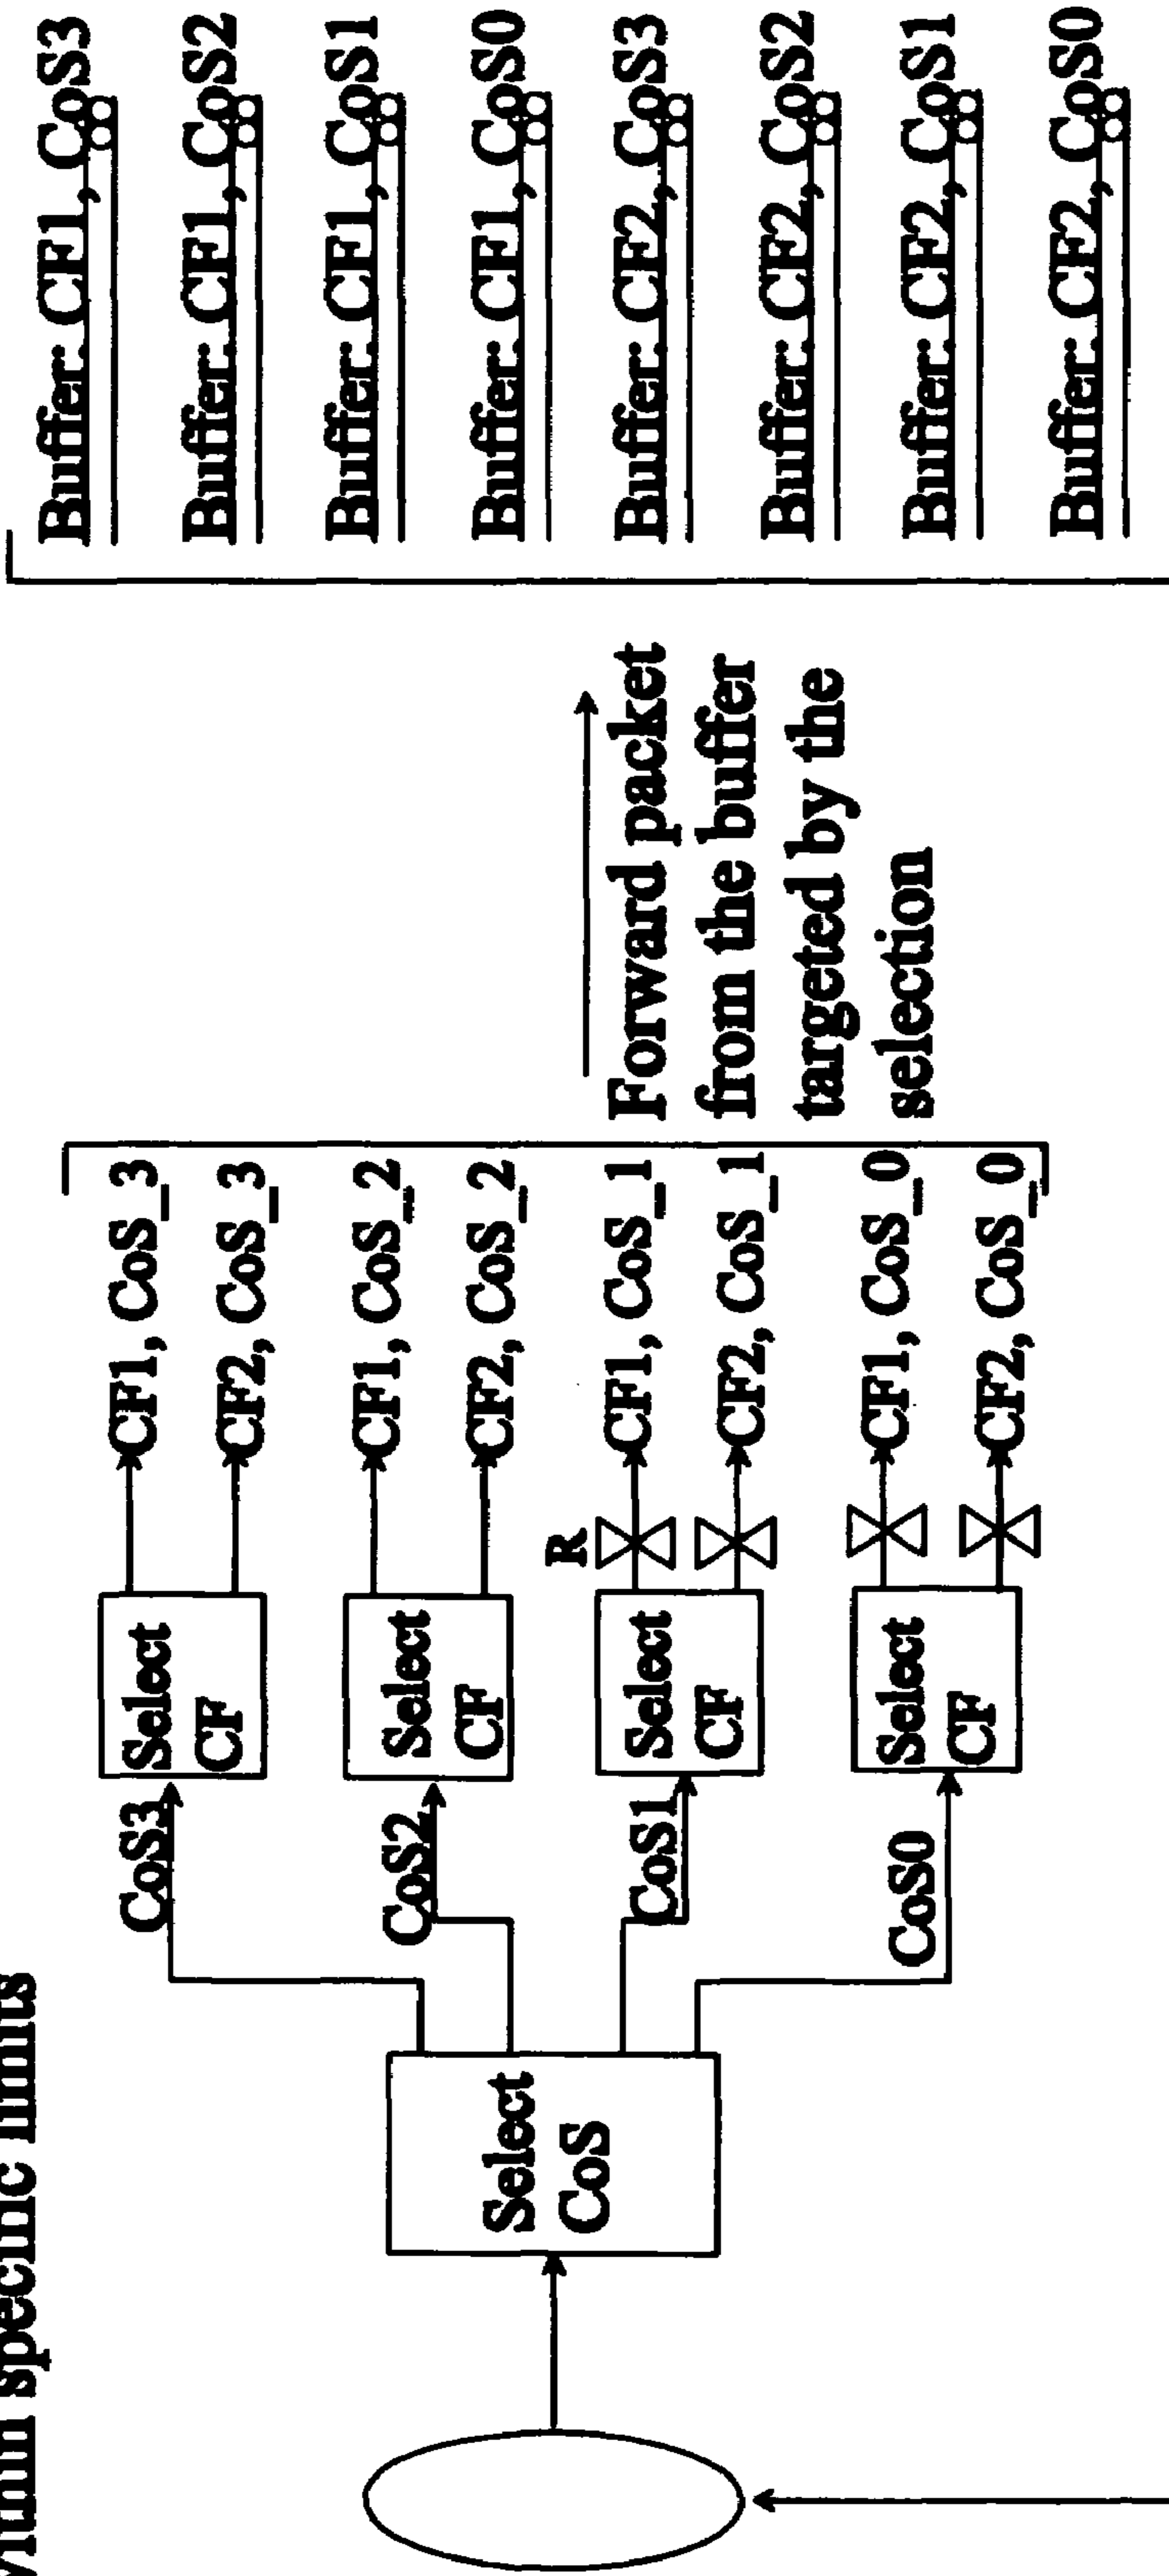 specific limits
Select
CoS
CoS3
CoS2
CoS1
CoS0
Select
CF
Select
CF
Select
CF
Select
CF
R
CF1, CoS_3
CF2, CoS_3
CF1, CoS_2
CF2, CoS_2
CF1, CoS_1
CF2, CoS_1
CF1, CoS_0
CF2, CoS_0
Forward packet
from the buffer
targeted by the
selection
Buffer: CF1, CoS3
Buffer: CF1, CoS2
Buffer: CF1, CoS1
Buffer: CF1, CoS0
Buffer: CF2, CoS3
Buffer: CF2, CoS2
Buffer: CF2, CoS1
Buffer: CF2, CoS0